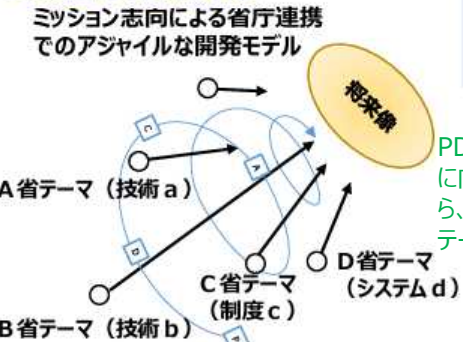 ミッション志向による省庁連携
でのアジャイルな開発モデル
将来像
C
A
D
P
A省テーマ（技術a）
B省テーマ（技術b）
C省テーマ
（制度c）
D省テーマ
（システムd）
PD
に
ら、
テー